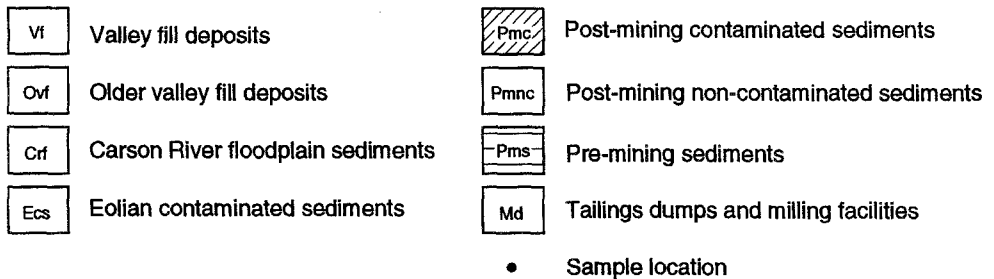 Vf Valley fill deposits
Ovf Older valley fill deposits
Crf Carson River floodplain sediments
Ecs Eolian contaminated sediments
Pmc Post-mining contaminated sediments
Pmnc Post-mining non-contaminated sediments
Pms Pre-mining sediments
Md Tailings dumps and milling facilities
Sample location